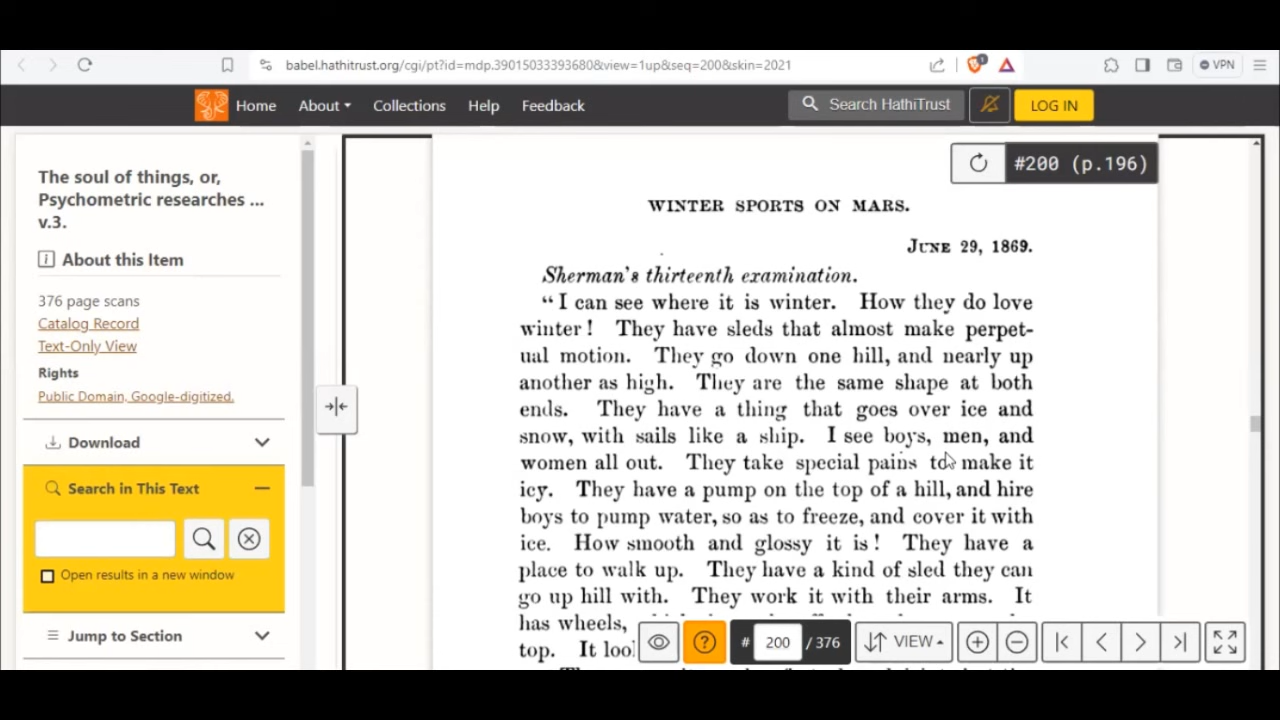 babel.hathitrust.org/cgi/pt?id=mdp.39015033393680&view=1up&seq=200&skin=2021
1
VPN
Home
About
Collections
Help
Feedback
Search HathiTrust
LOG IN
The soul of things, or,
Psychometric researches ...
v.3.
About this Item
376 page scans
Catalog Record
Text-Only View
Rights
Public Domain, Google-digitized.
Download
Search in This Text
Open results in a new window
Jump to Section
#200 (p.196)
WINTER SPORTS ON MARS.
JUNE 29, 1869.
Sherman's thirteenth examination.
"I can see where it is winter. How they do love
winter! They have sleds that almost make perpet-
ual motion. They go down one hill, and nearly up
another as high. They are the same shape at both
ends. They have a thing that goes over ice and
snow, with sails like a ship. I see boys, men, and
women all out. They take special pains to make it
icy. They have a pump on the top of a hill, and hire
boys to pump water, so as to freeze, and cover it with
ice. How smooth and glossy it is! They have a
place to walk up. They have a kind of sled they can
go up hill with. They work it with their arms. It
has wheels,
top. It loo
# 200 / 376
VIEW